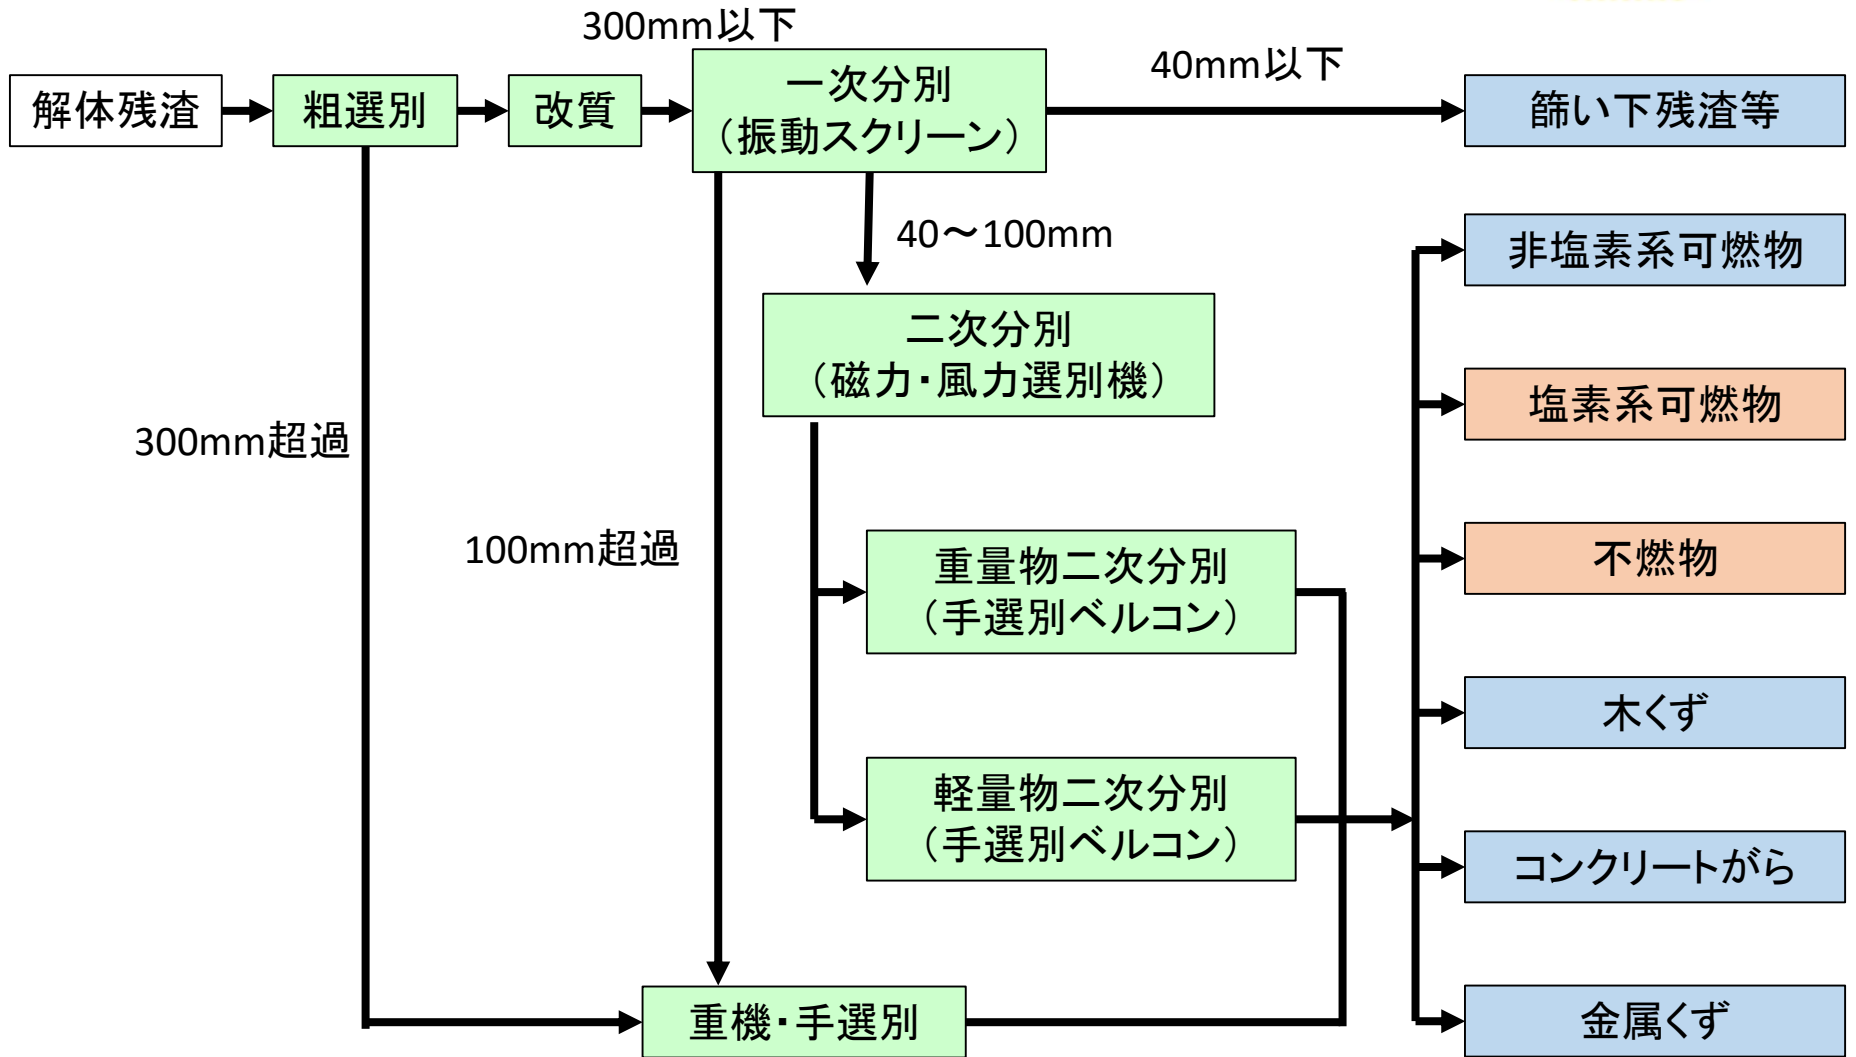 300mm以下
解体残渣
粗選別
改質
一次分別
（振動スクリーン）
40mm以下
篩い下残渣等
40～100mm
非塩素系可燃物
二次分別
（磁力・風力選別機）
塩素系可燃物
300mm超過
100mm超過
重量物二次分別
（手選別ベルコン）
不燃物
木くず
軽量物二次分別
（手選別ベルコン）
コンクリートがら
重機・手選別
金属くず